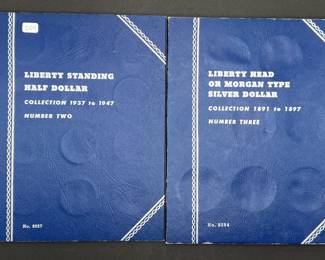 LIBERTY STANDING
HALF DOLLAR
COLLECTION 1937 to 1947
NUMBER TWO
LIBERTY HEAD
OR MORGAN TYPE
SILVER DOLLAR
COLLECTION 1891 to 1897
NUMBER THREE